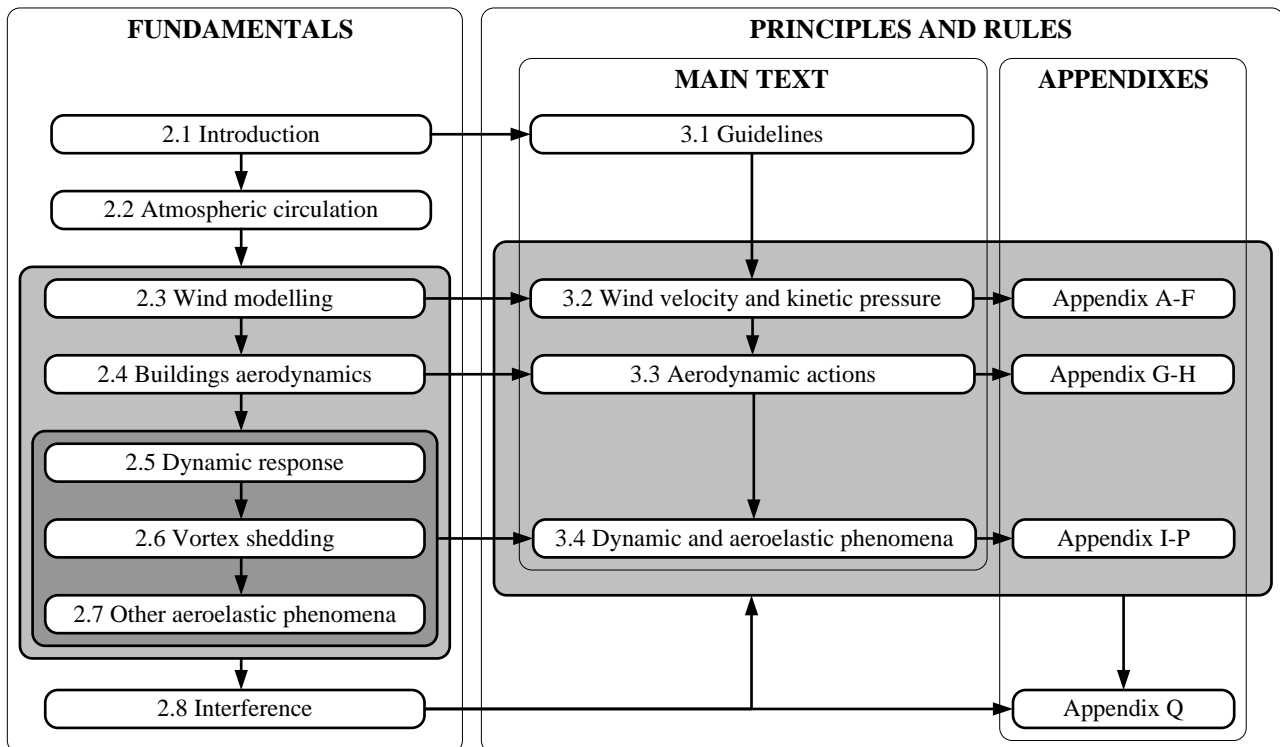 FUNDAMENTALS
PRINCIPLES AND RULES
MAIN TEXT
APPENDIXES
2.1 Introduction
3.1 Guidelines
2.2 Atmospheric circulation
2.3 Wind modelling
3.2 Wind velocity and kinetic pressure
Appendix A-F
2.4 Buildings aerodynamics
3.3 Aerodynamic actions
Appendix G-H
2.5 Dynamic response
2.6 Vortex shedding
3.4 Dynamic and aeroelastic phenomena
Appendix I-P
2.7 Other aeroelastic phenomena
2.8 Interference
Appendix Q